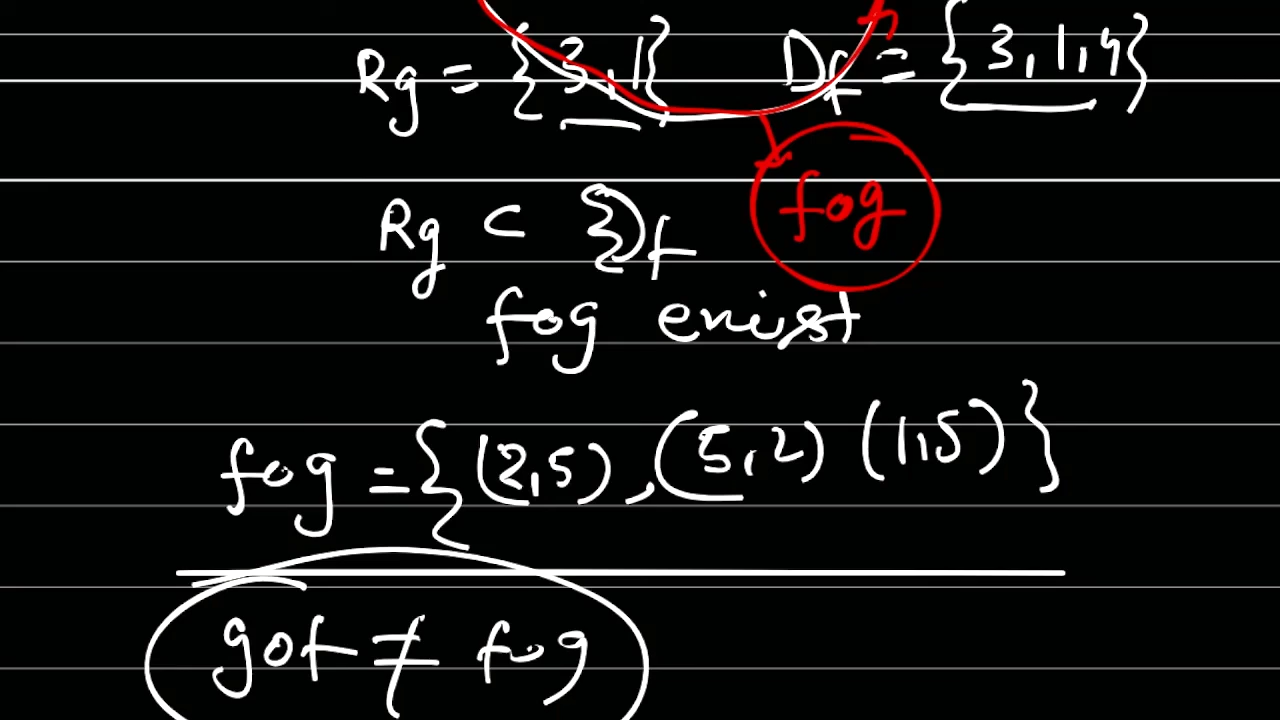 Rg = {3,1} Df = {3,1,4}
fog
Rg ⊂ Df
fog exist
fog = {(2,5), (5,2) (1,5)}
gof ≠ fog